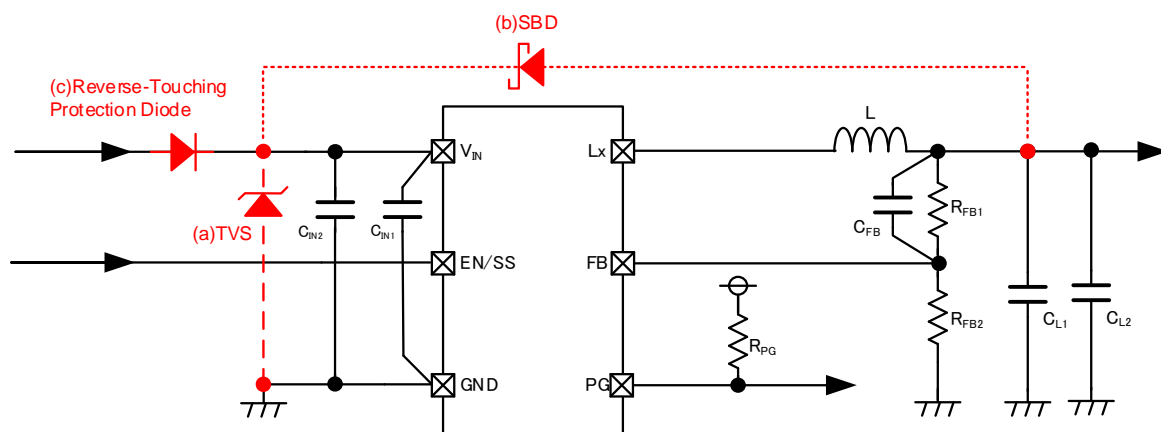 (b)SBD
(c)Reverse-Touching
Protection Diode
L
VIN
Lx
CIN2
CIN1
CFB
RFB1
(a)TVS
EN/SS
FB
RFB2
CL1
CL2
RPG
GND
PG